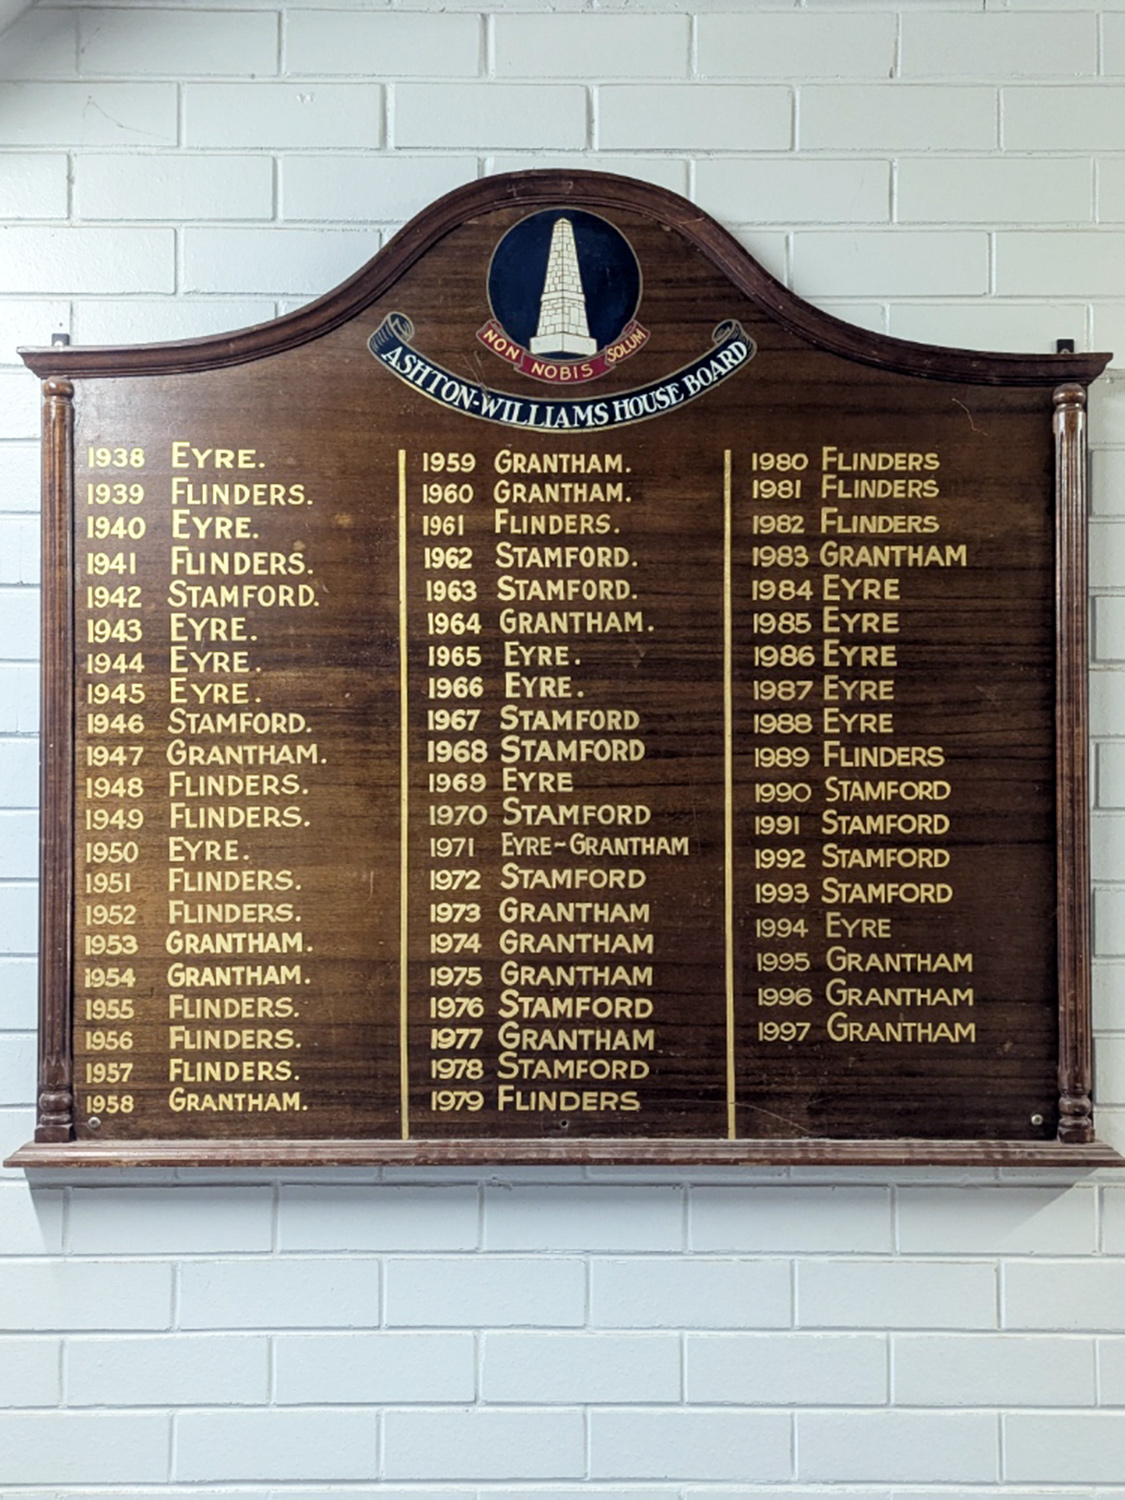 NON NOBIS SOLUM
ASHTON-WILLIAMS HOUSE BOARD
1938 EYRE.
1939 FLINDERS.
1940 EYRE.
1941 FLINDERS.
1942 STAMFORD.
1943 EYRE.
1944 EYRE.
1945 EYRE.
1946 STAMFORD.
1947 GRANTHAM.
1948 FLINDERS.
1949 FLINDERS.
1950 EYRE.
1951 FLINDERS.
1952 FLINDERS.
1953 GRANTHAM.
1954 GRANTHAM.
1955 FLINDERS.
1956 FLINDERS.
1957 FLINDERS.
1958 GRANTHAM.
1959 GRANTHAM.
1960 GRANTHAM.
1961 FLINDERS.
1962 STAMFORD.
1963 STAMFORD.
1964 GRANTHAM.
1965 EYRE.
1966 EYRE.
1967 STAMFORD
1968 STAMFORD
1969 EYRE
1970 STAMFORD
1971 EYRE~GRANTHAM
1972 STAMFORD
1973 GRANTHAM
1974 GRANTHAM
1975 GRANTHAM
1976 STAMFORD
1977 GRANTHAM
1978 STAMFORD
1979 FLINDERS
1980 FLINDERS
1981 FLINDERS
1982 FLINDERS
1983 GRANTHAM
1984 EYRE
1985 EYRE
1986 EYRE
1987 EYRE
1988 EYRE
1989 FLINDERS
1990 STAMFORD
1991 STAMFORD
1992 STAMFORD
1993 STAMFORD
1994 EYRE
1995 GRANTHAM
1996 GRANTHAM
1997 GRANTHAM